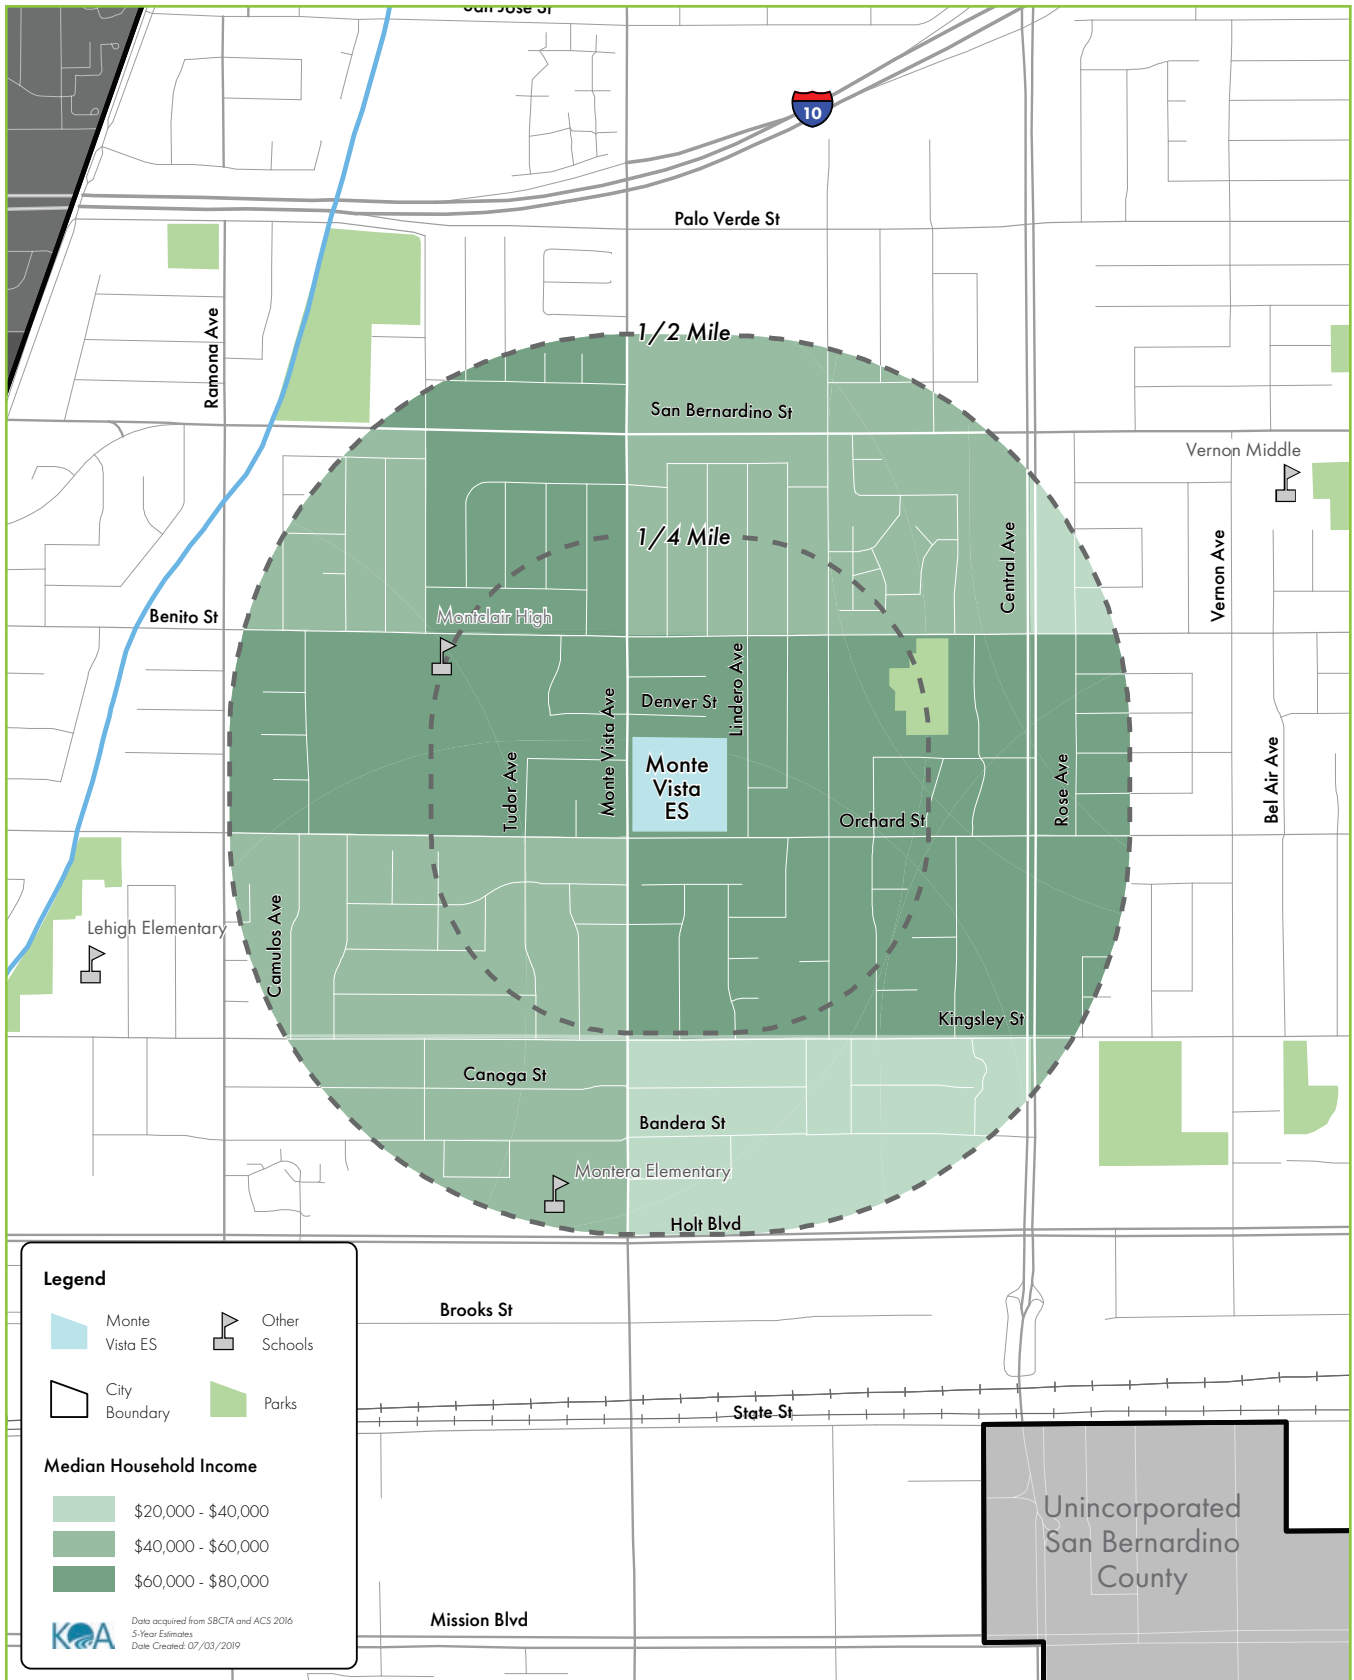 San Jose St
10
Palo Verde St
Ramona Ave
1/2 Mile
San Bernardino St
Vernon Middle
1/4 Mile
Central Ave
Vernon Ave
Benito St
Montclair High
Lindero Ave
Denver St
Monte Vista Ave
Tudor Ave
Monte
Vista
ES
Orchard St
Rose Ave
Bel Air Ave
Camulos Ave
Lehigh Elementary
Kingsley St
Canoga St
Bandera St
Montera Elementary
Holt Blvd
Legend
Monte
Vista ES
Other
Schools
City
Boundary
Parks
Median Household Income
$20,000 - $40,000
$40,000 - $60,000
$60,000 - $80,000
KOA
Data acquired from SBCTA and ACS 2016
5-Year Estimates
Date Created: 07/03/2019
Brooks St
State St
Unincorporated
San Bernardino
County
Mission Blvd